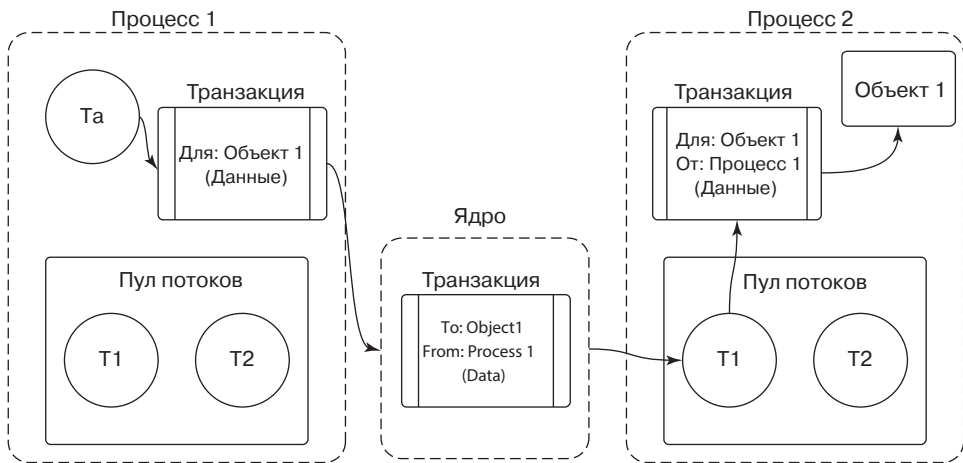 Процесс 1
Ta
Транзакция
Для: Объект 1
(Данные)
Пул потоков
T1
T2
Ядро
Транзакция
To: Object1
From: Process 1
(Data)
Процесс 2
Транзакция
Для: Объект 1
От: Процесс 1
(Данные)
Объект 1
Пул потоков
T1
T2